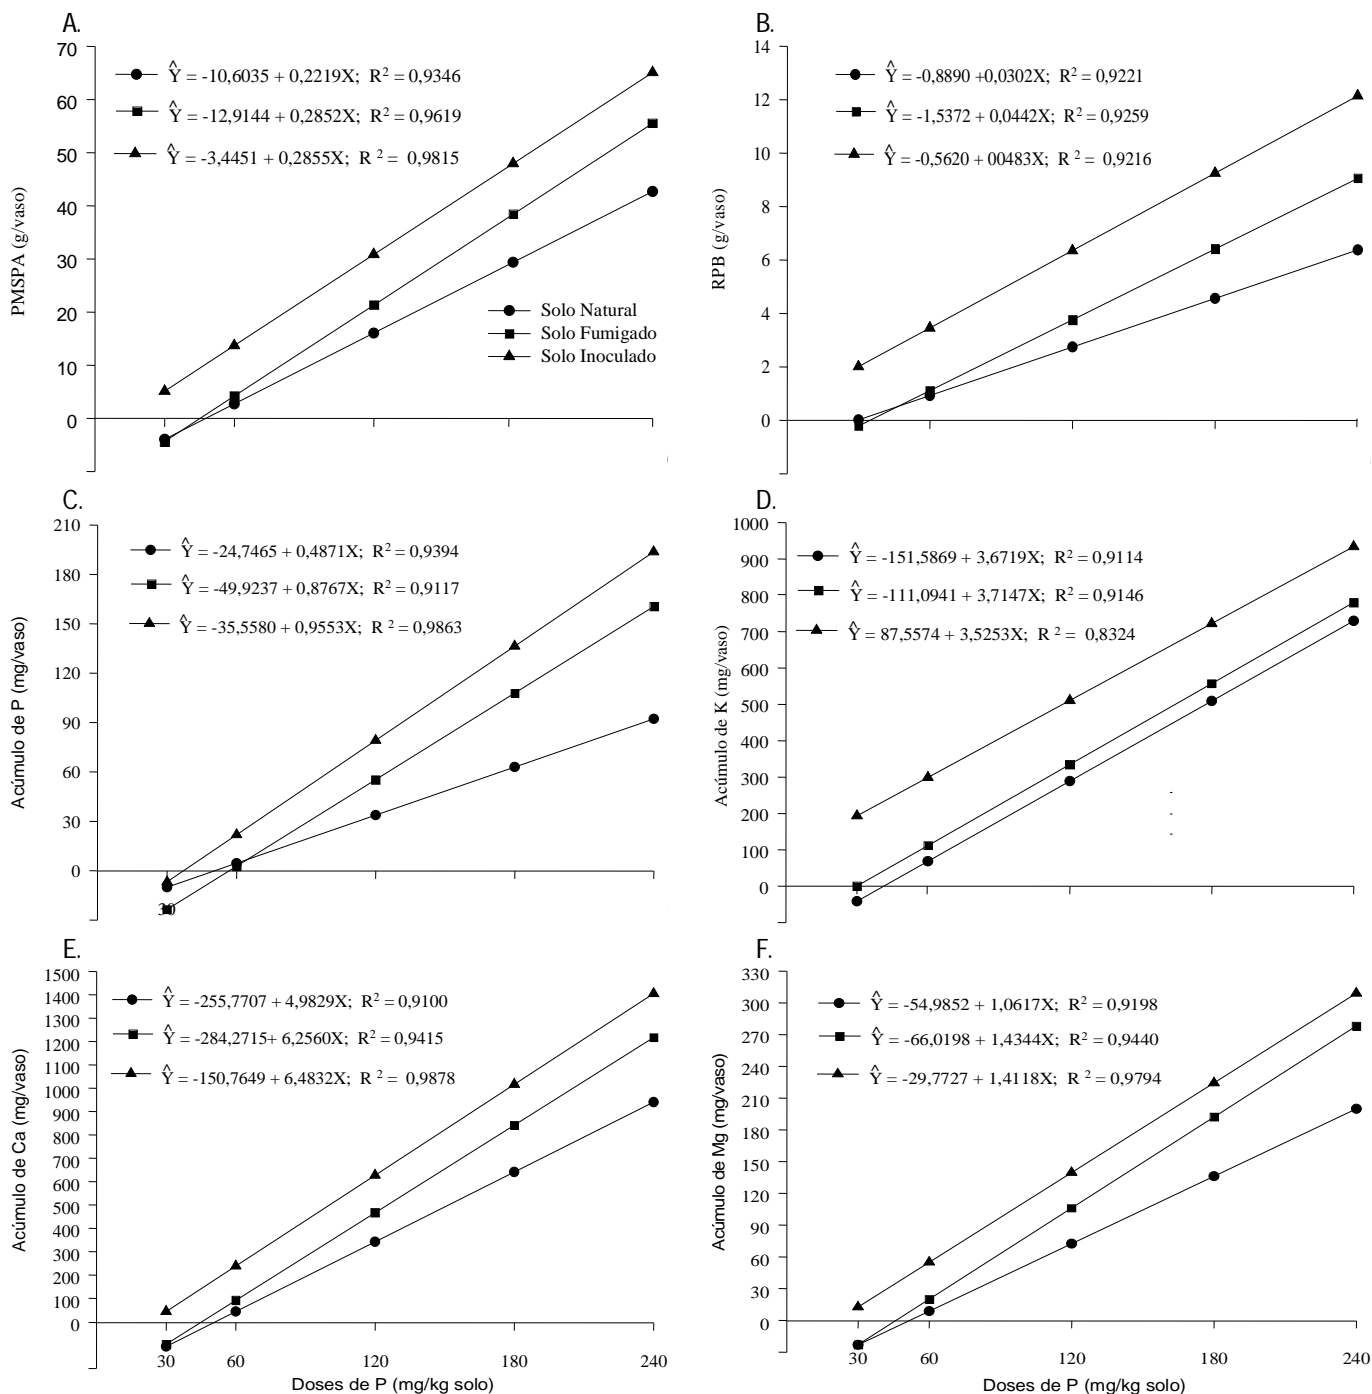 A.
70
60
50
40
30
20
10
0
PMSPA (g/vaso)
Ŷ = -10,6035 + 0,2219X; R² = 0,9346
Ŷ = -12,9144 + 0,2852X; R² = 0,9619
Ŷ = -3,4451 + 0,2855X; R² = 0,9815
Solo Natural
Solo Fumigado
Solo Inoculado
B.
14
12
10
8
6
4
2
0
RPB (g/vaso)
Ŷ = -0,8890 +0,0302X; R² = 0,9221
Ŷ = -1,5372 + 0,0442X; R² = 0,9259
Ŷ = -0,5620 + 00483X; R² = 0,9216
C.
210
180
150
120
90
60
30
0
30
Acúmulo de P (mg/vaso)
Ŷ = -24,7465 + 0,4871X; R² = 0,9394
Ŷ = -49,9237 + 0,8767X; R² = 0,9117
Ŷ = -35,5580 + 0,9553X; R² = 0,9863
D.
1000
900
800
700
600
500
400
300
200
100
0
Acúmulo de K (mg/vaso)
Ŷ = -151,5869 + 3,6719X; R² = 0,9114
Ŷ = -111,0941 + 3,7147X; R² = 0,9146
Ŷ = 87,5574 + 3,5253X; R² = 0,8324
E.
1500
1400
1300
1200
1100
1000
900
800
700
600
500
400
300
200
100
0
Acúmulo de Ca (mg/vaso)
Ŷ = -255,7707 + 4,9829X; R² = 0,9100
Ŷ = -284,2715+ 6,2560X; R² = 0,9415
Ŷ = -150,7649 + 6,4832X; R² = 0,9878
30 60 120 180 240
Doses de P (mg/kg solo)
F.
330
300
270
240
210
180
150
120
90
60
30
0
Acúmulo de Mg (mg/vaso)
Ŷ = -54,9852 + 1,0617X; R² = 0,9198
Ŷ = -66,0198 + 1,4344X; R² = 0,9440
Ŷ = -29,7727 + 1,4118X; R² = 0,9794
30 60 120 180 240
Doses de P (mg/kg solo)